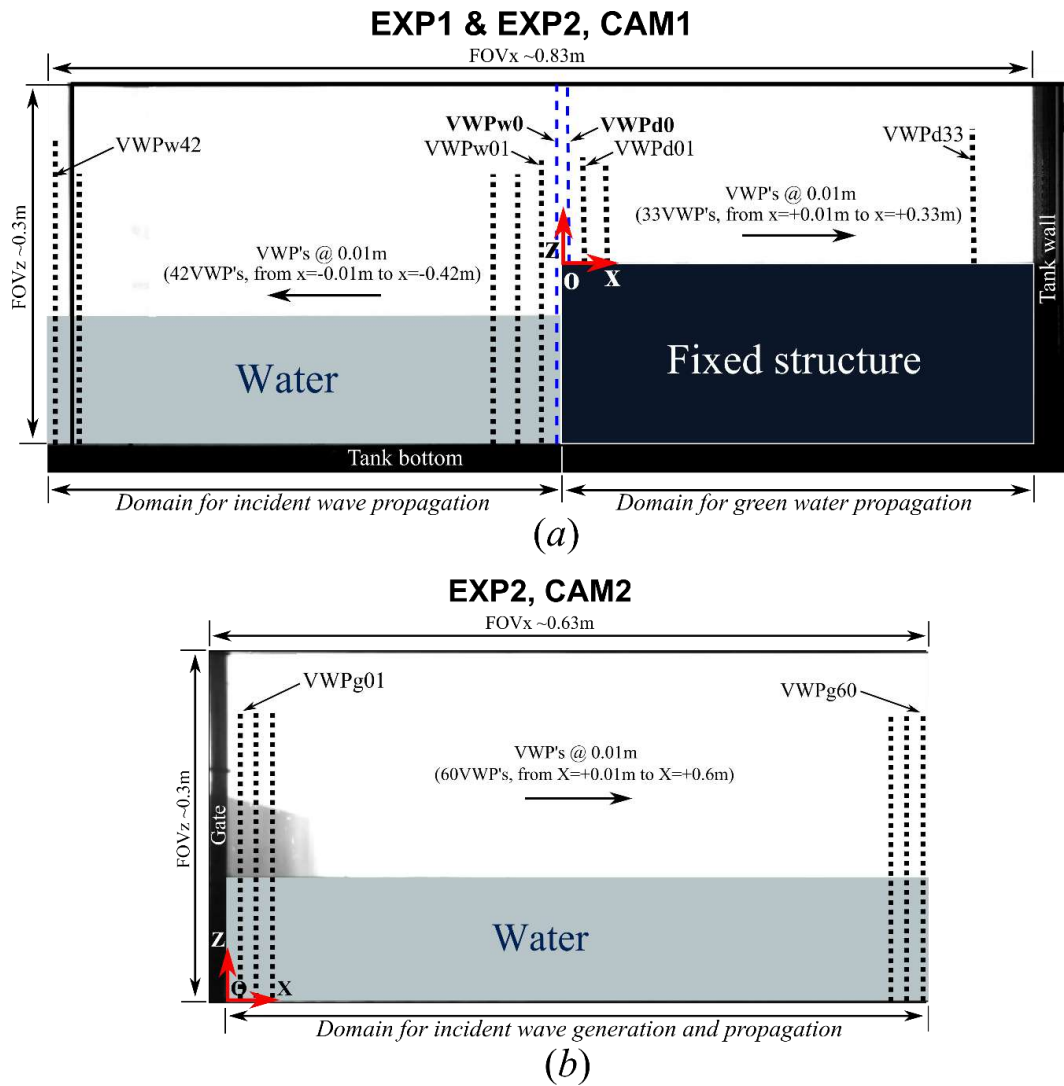 EXP1 & EXP2, CAM1
FOVx ~0.83m
FOVz ~0.3m
VWPw42
VWPw0
VWPd0
VWPw01
VWPd01
VWPd33
VWP's @ 0.01m
(33VWP's, from x=+0.01m to x=+0.33m)
VWP's @ 0.01m
(42VWP's, from x=-0.01m to x=-0.42m)
Z
O
X
Tank wall
Water
Fixed structure
Tank bottom
Domain for incident wave propagation
Domain for green water propagation
(a)
EXP2, CAM2
FOVx ~0.63m
FOVz ~0.3m
VWPg01
VWPg60
VWP's @ 0.01m
(60VWP's, from X=+0.01m to X=+0.6m)
Gate
Water
Z
O
X
Domain for incident wave generation and propagation
(b)